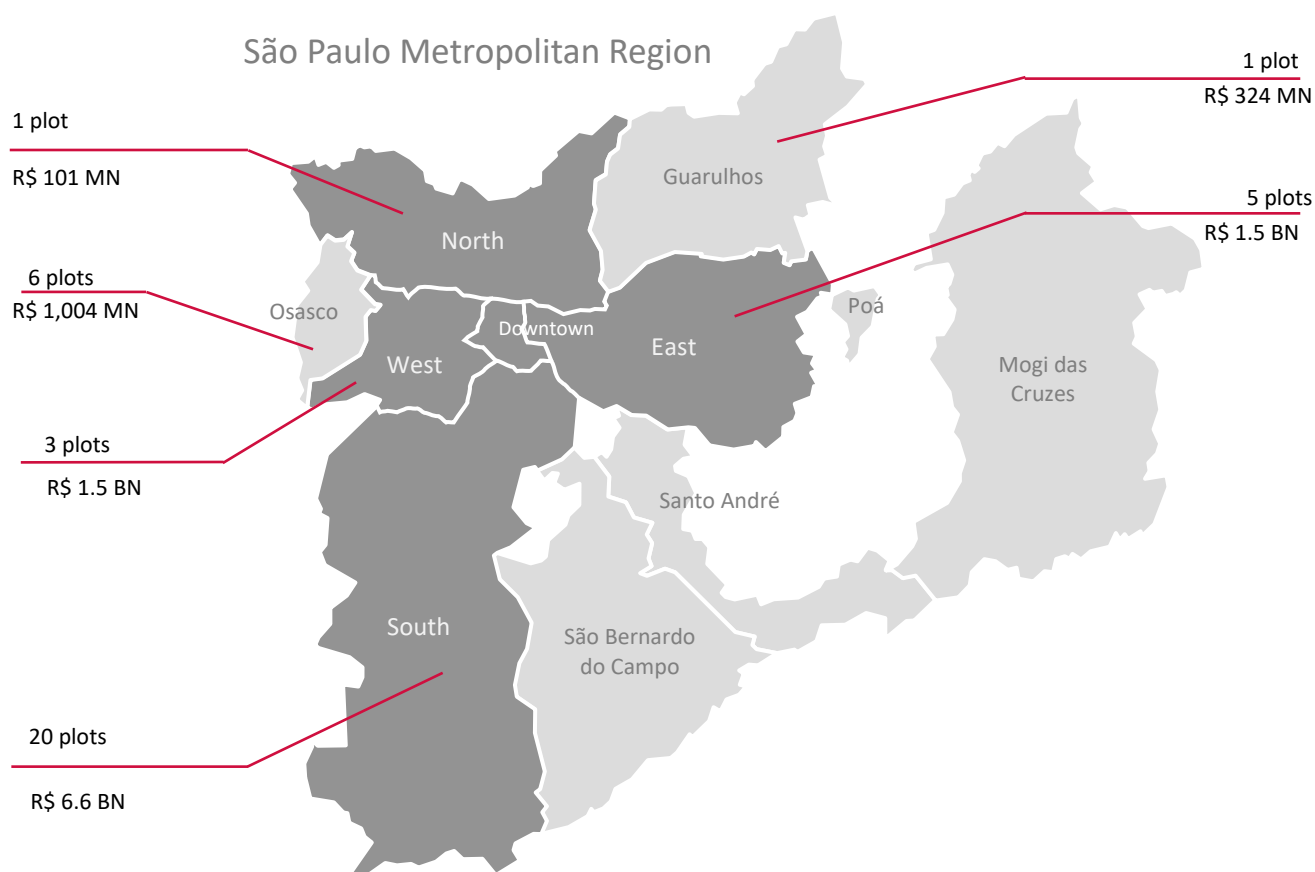 São Paulo Metropolitan Region
1 plot
R$ 324 MN
1 plot
R$ 101 MN
Guarulhos
5 plots
R$ 1.5 BN
North
6 plots
R$ 1,004 MN
Osasco
Downtown
Poá
East
West
Mogi das
Cruzes
3 plots
R$ 1.5 BN
Santo André
South
São Bernardo
do Campo
20 plots
R$ 6.6 BN